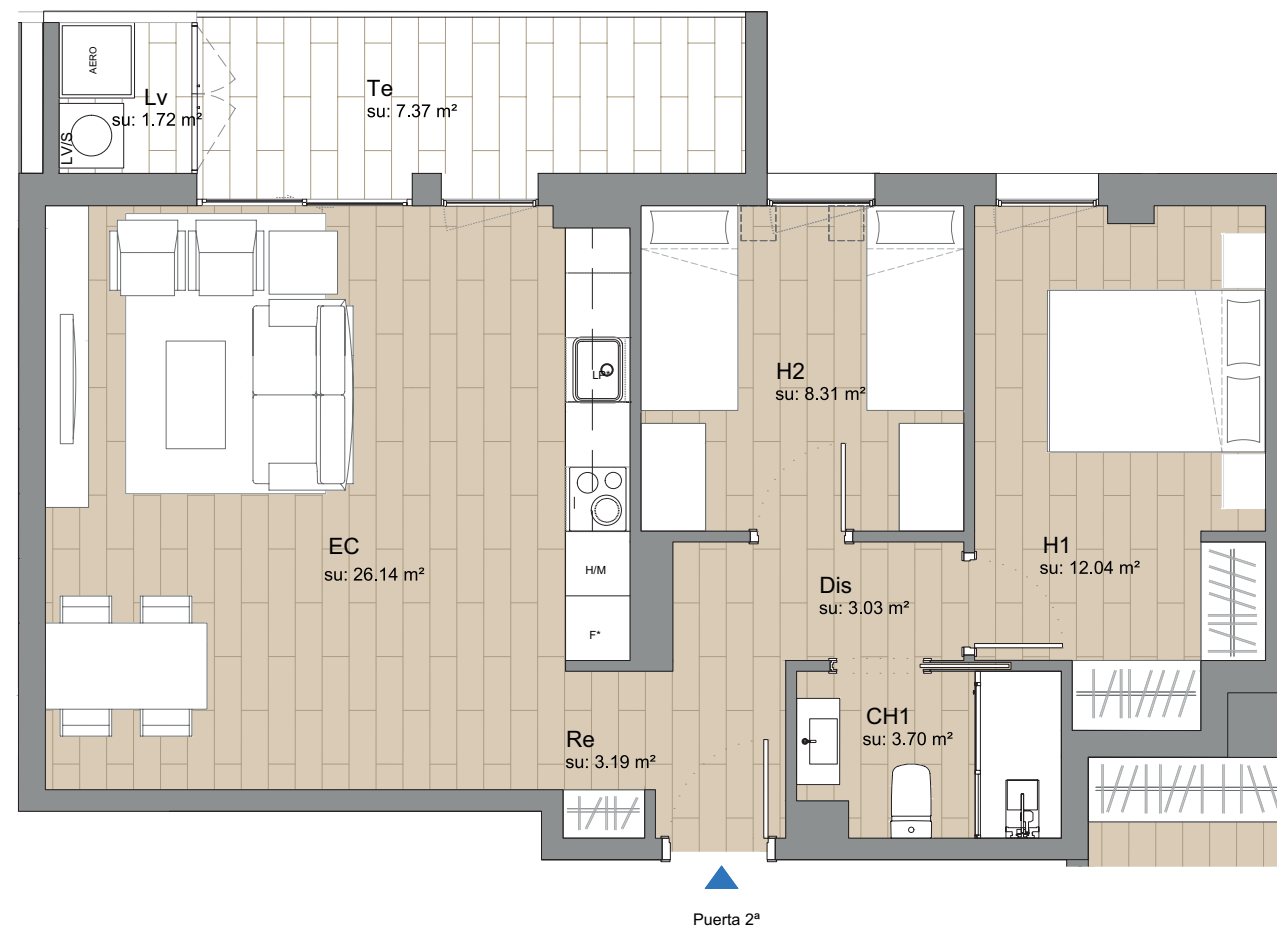 AERO
Lv
su: 1.72 m²
LV/S
Te
su: 7.37 m²
LP*
H2
su: 8.31 m²
EC
su: 26.14 m²
H/M
F*
H1
su: 12.04 m²
Dis
su: 3.03 m²
Re
su: 3.19 m²
CH1
su: 3.70 m²
Puerta 2ª